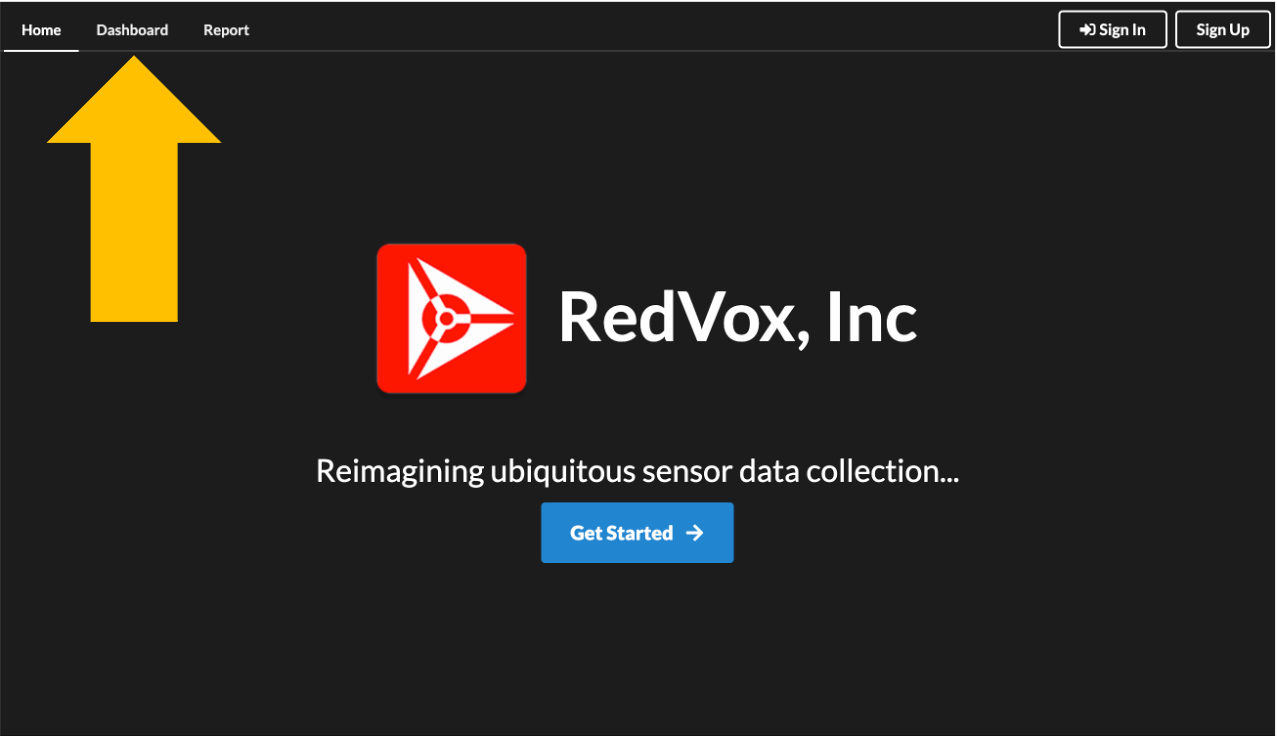 Home Dashboard Report Sign In Sign Up
RedVox, Inc
Reimagining ubiquitous sensor data collection...
Get Started